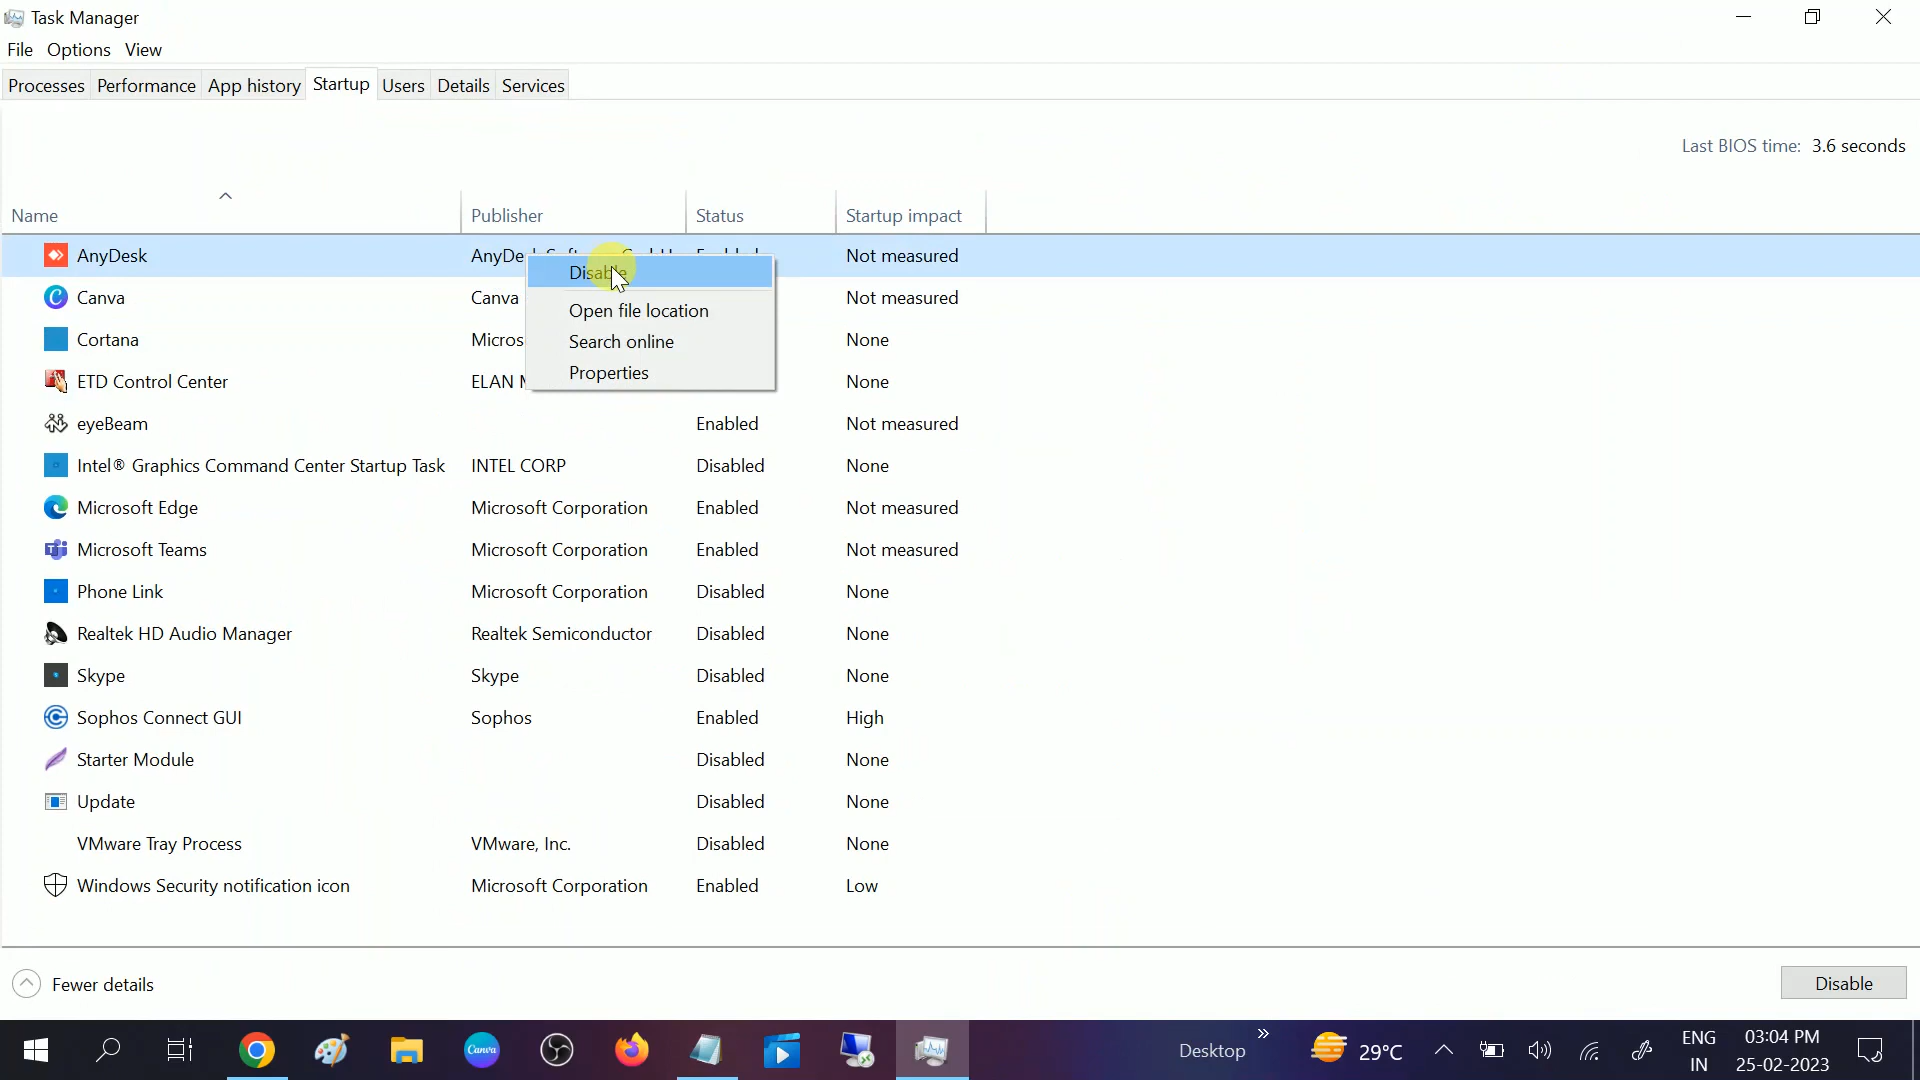 Task Manager
File Options View
Processes Performance App history Startup Users Details Services
Last BIOS time: 3.6 seconds
Name Publisher Status Startup impact
AnyDesk Not measured
Disable
Canva Canva Not measured
Open file location
Cortana None
Search online
ETD Control Center ELAN None
Properties
eyeBeam Enabled Not measured
Intel® Graphics Command Center Startup Task INTEL CORP Disabled None
Microsoft Edge Microsoft Corporation Enabled Not measured
Microsoft Teams Microsoft Corporation Enabled Not measured
Phone Link Microsoft Corporation Disabled None
Realtek HD Audio Manager Realtek Semiconductor Disabled None
Skype Skype Disabled None
Sophos Connect GUI Sophos Enabled High
Starter Module Disabled None
Update Disabled None
VMware Tray Process VMware, Inc. Disabled None
Windows Security notification icon Microsoft Corporation Enabled Low
Fewer details Disable
Canva Desktop 29°C ENG 03:04 PM
IN 25-02-2023